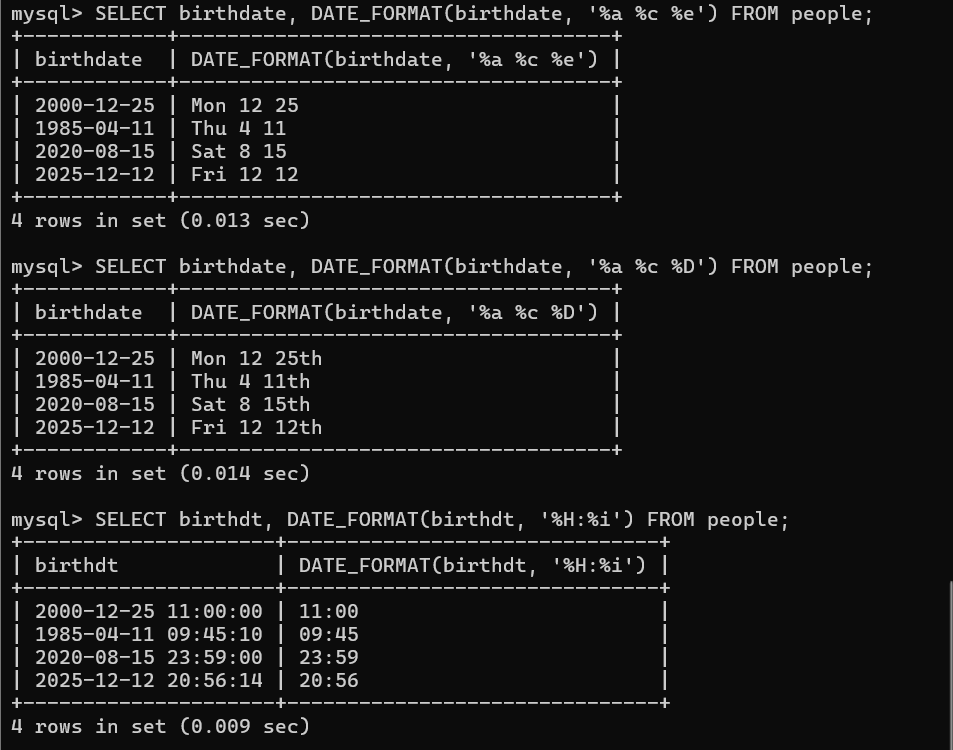 mysql> SELECT birthdate, DATE_FORMAT(birthdate, '%a %c %e') FROM people;
+------------+------------------------------------+
| birthdate  | DATE_FORMAT(birthdate, '%a %c %e') |
+------------+------------------------------------+
| 2000-12-25 | Mon 12 25                          |
| 1985-04-11 | Thu 4 11                           |
| 2020-08-15 | Sat 8 15                           |
| 2025-12-12 | Fri 12 12                          |
+------------+------------------------------------+
4 rows in set (0.013 sec)
mysql> SELECT birthdate, DATE_FORMAT(birthdate, '%a %c %D') FROM people;
+------------+------------------------------------+
| birthdate  | DATE_FORMAT(birthdate, '%a %c %D') |
+------------+------------------------------------+
| 2000-12-25 | Mon 12 25th                        |
| 1985-04-11 | Thu 4 11th                         |
| 2020-08-15 | Sat 8 15th                         |
| 2025-12-12 | Fri 12 12th                        |
+------------+------------------------------------+
4 rows in set (0.014 sec)
mysql> SELECT birthdt, DATE_FORMAT(birthdt, '%H:%i') FROM people;
+---------------------+-------------------------------+
| birthdt             | DATE_FORMAT(birthdt, '%H:%i') |
+---------------------+-------------------------------+
| 2000-12-25 11:00:00 | 11:00                         |
| 1985-04-11 09:45:10 | 09:45                         |
| 2020-08-15 23:59:00 | 23:59                         |
| 2025-12-12 20:56:14 | 20:56                         |
+---------------------+-------------------------------+
4 rows in set (0.009 sec)